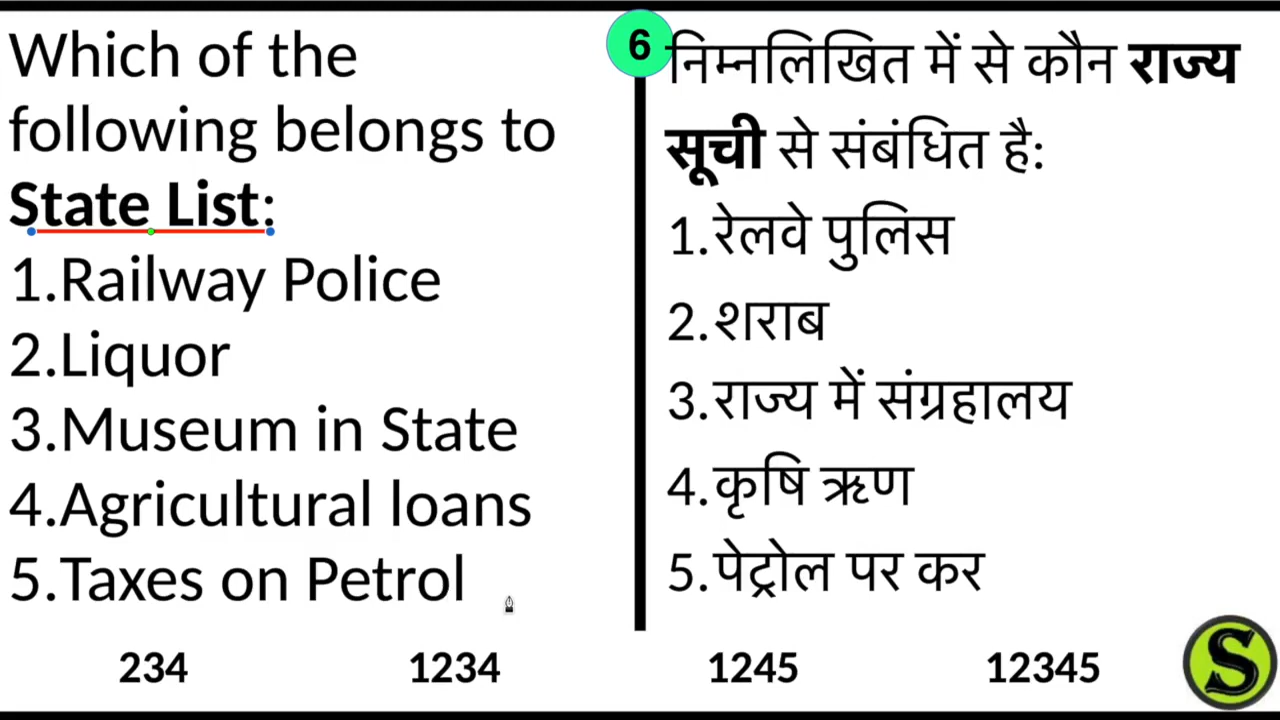 Which of the
following belongs to
State List:
1.Railway Police
2.Liquor
3.Museum in State
4.Agricultural loans
5.Taxes on Petrol
6
निम्नलिखित में से कौन राज्य
सूची से संबंधित है:
1.रेलवे पुलिस
2.शराब
3.राज्य में संग्रहालय
4.कृषि ऋण
5.पेट्रोल पर कर
234 1234 1245 12345
S